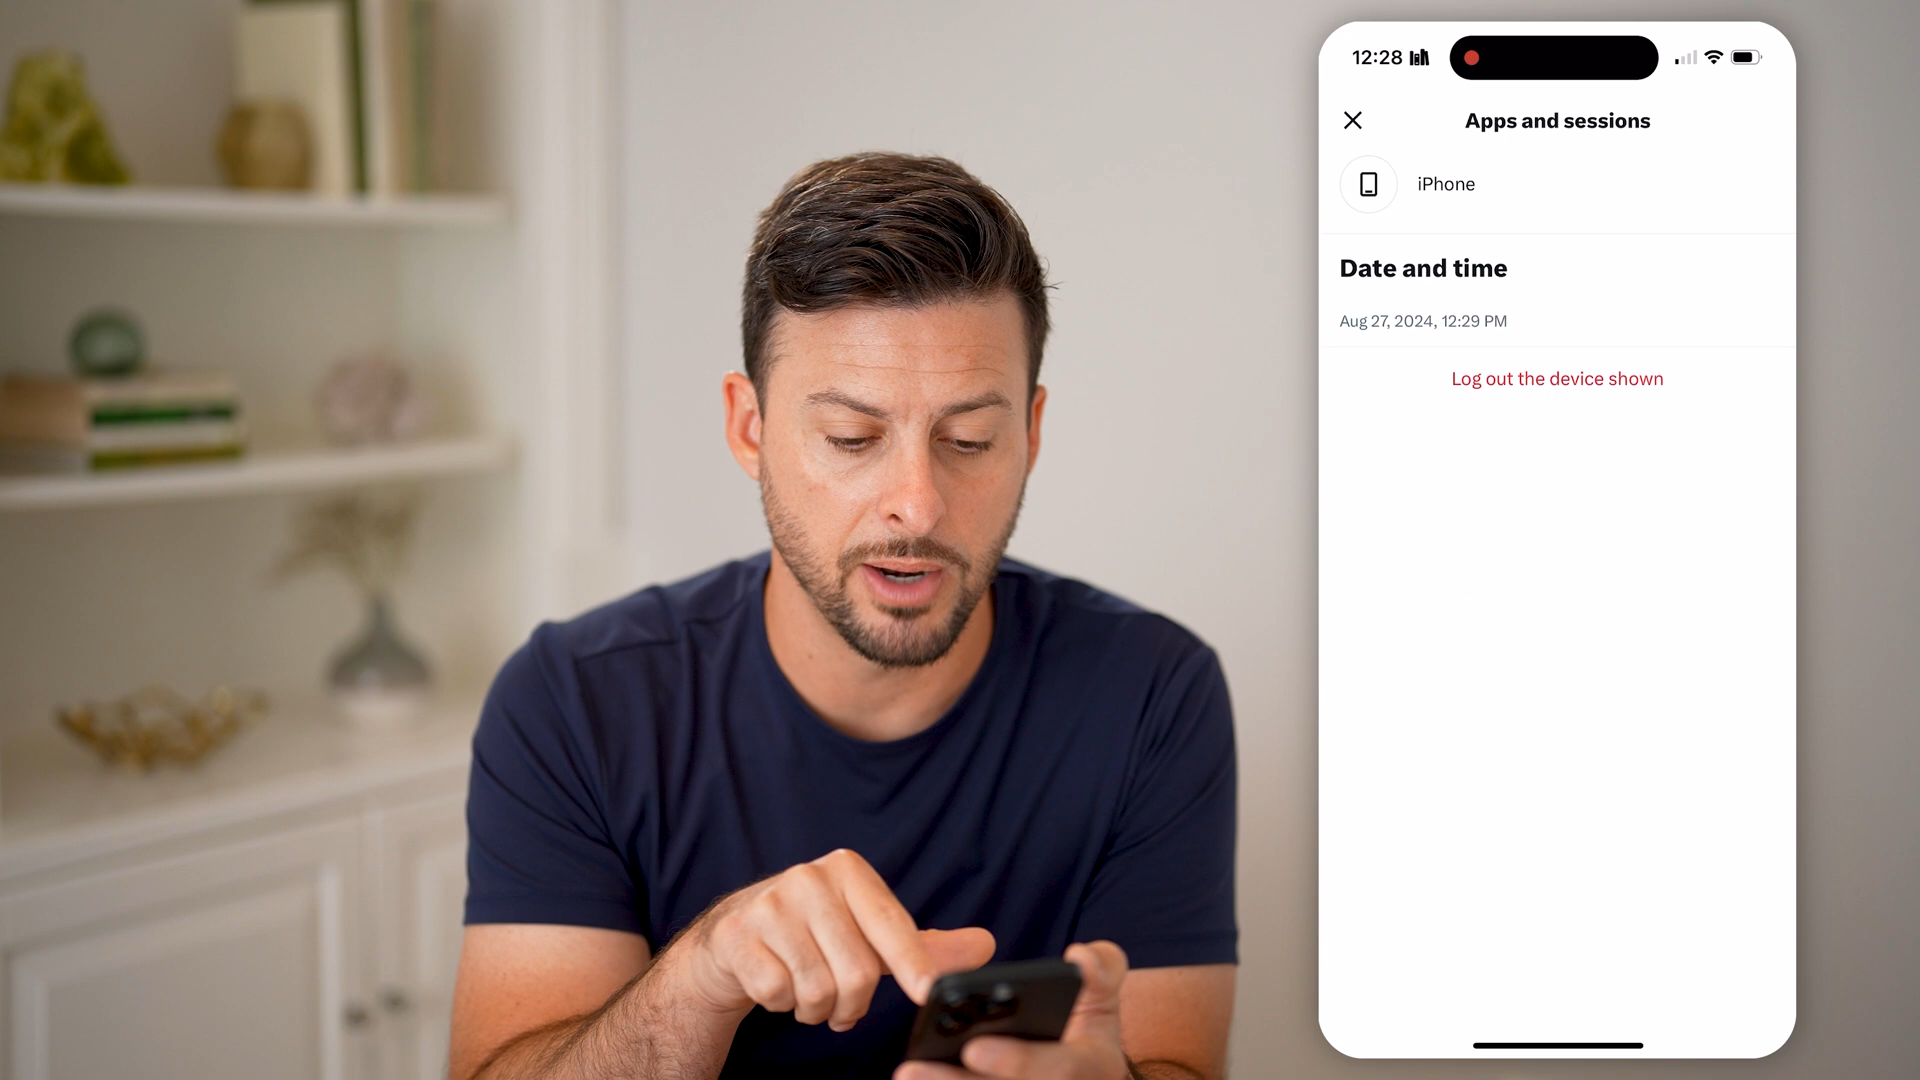 12:28
Apps and sessions
iPhone
Date and time
Aug 27, 2024, 12:29 PM
Log out the device shown